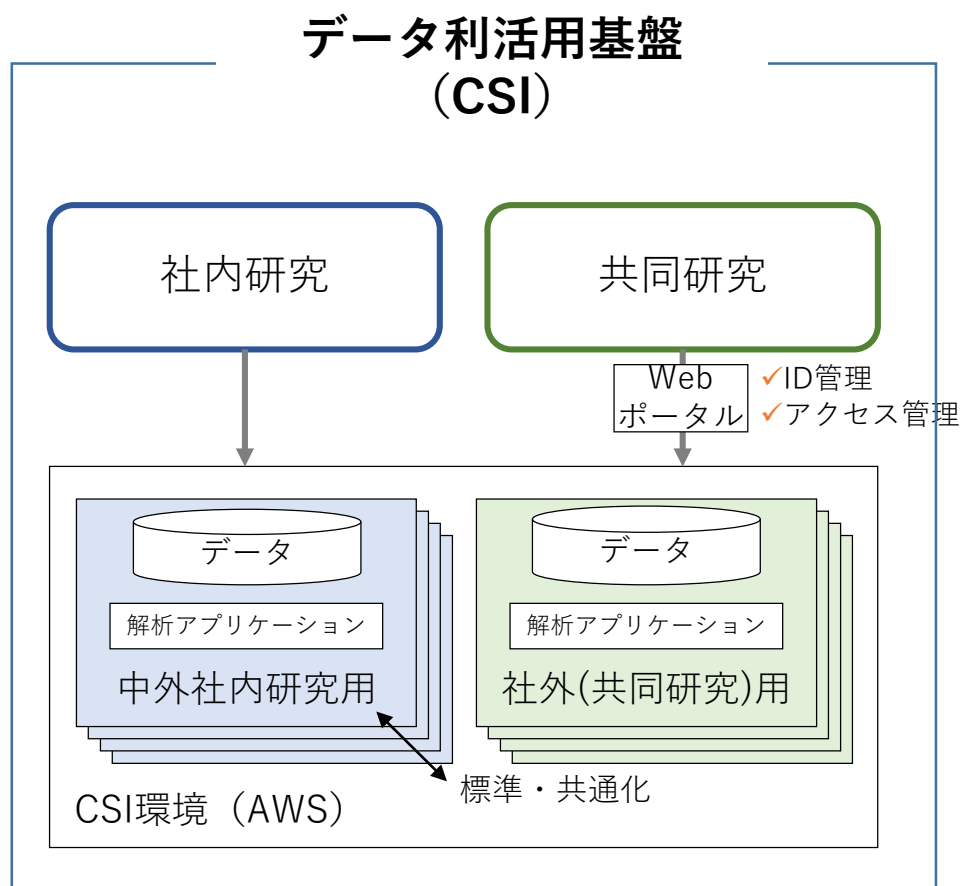 データ利活用基盤
（CSI）
社内研究
共同研究
Web
ポータル
✓ID管理
✓アクセス管理
データ
解析アプリケーション
中外社内研究用
データ
解析アプリケーション
社外(共同研究)用
標準・共通化
CSI環境（AWS）